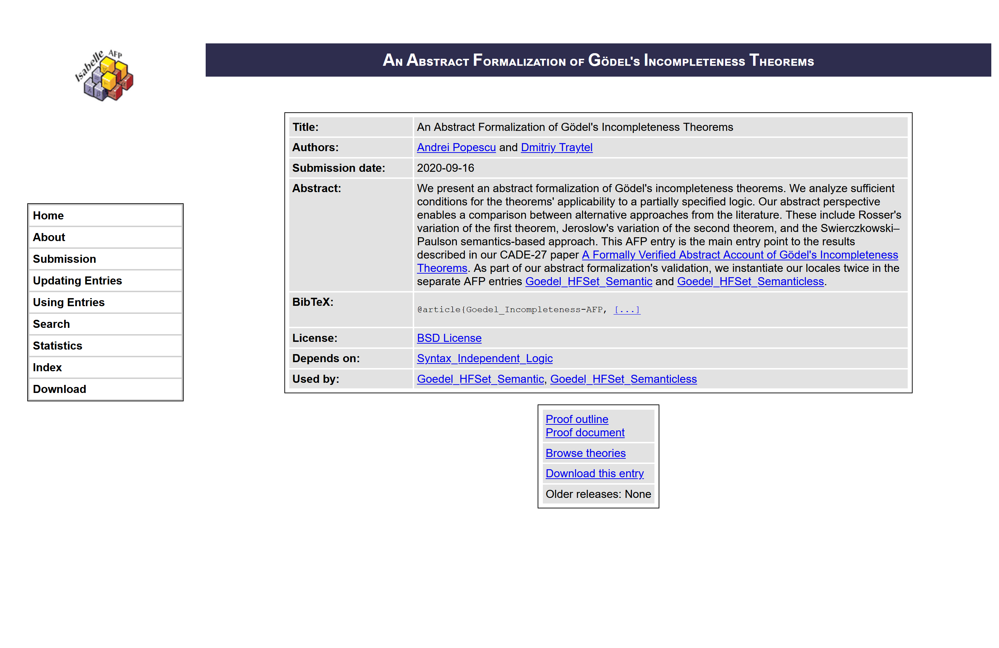 Isabelle AFP
An Abstract Formalization of Gödel's Incompleteness Theorems
Home
About
Submission
Updating Entries
Using Entries
Search
Statistics
Index
Download
Title: An Abstract Formalization of Gödel's Incompleteness Theorems
Authors: Andrei Popescu and Dmitriy Traytel
Submission date: 2020-09-16
Abstract: We present an abstract formalization of Gödel's incompleteness theorems. We analyze sufficient
conditions for the theorems' applicability to a partially specified logic. Our abstract perspective
enables a comparison between alternative approaches from the literature. These include Rosser's
variation of the first theorem, Jeroslow's variation of the second theorem, and the Swierczkowski–
Paulson semantics-based approach. This AFP entry is the main entry point to the results
described in our CADE-27 paper A Formally Verified Abstract Account of Gödel's Incompleteness
Theorems. As part of our abstract formalization's validation, we instantiate our locales twice in the
separate AFP entries Goedel_HFSet_Semantic and Goedel_HFSet_Semanticless.
BibTeX: @article{Goedel_Incompleteness-AFP, [...]
License: BSD License
Depends on: Syntax_Independent_Logic
Used by: Goedel_HFSet_Semantic, Goedel_HFSet_Semanticless
Proof outline
Proof document
Browse theories
Download this entry
Older releases: None